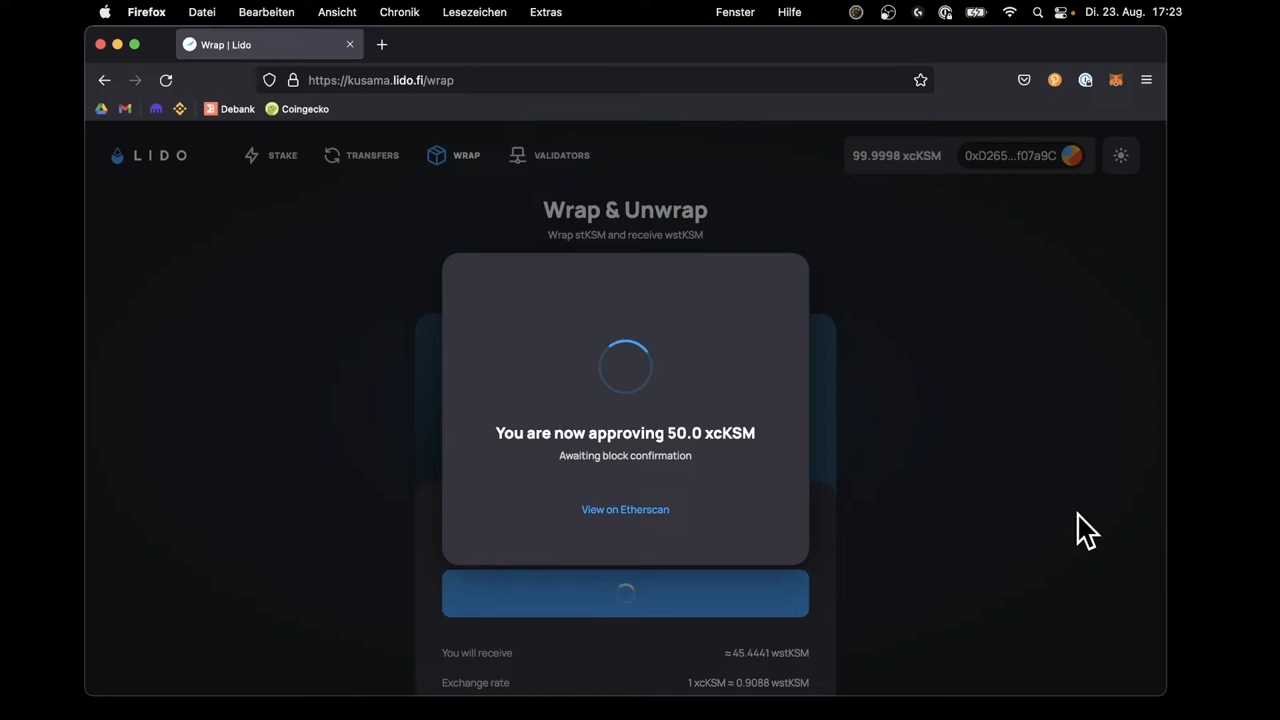 Firefox Datei Bearbeiten Ansicht Chronik Lesezeichen Extras Fenster Hilfe Di. 23. Aug. 17:23
Wrap | Lido
https://kusama.lido.fi/wrap
Debank Coingecko
LIDO STAKE TRANSFERS WRAP VALIDATORS 99.9998 xcKSM 0xD265...f07a9C
Wrap & Unwrap
Wrap stKSM and receive wstKSM
You are now approving 50.0 xcKSM
Awaiting block confirmation
View on Etherscan
You will receive ≈ 45.4441 wstKSM
Exchange rate 1 xcKSM ≈ 0.9088 wstKSM